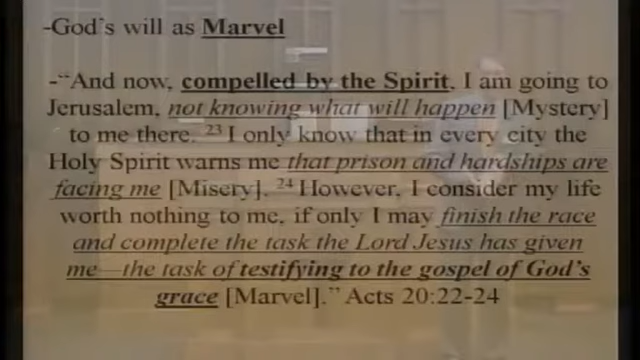 -God's will as Marvel
-"And now, compelled by the Spirit, I am going to
Jerusalem, not knowing what will happen [Mystery]
to me there. 23 I only know that in every city the
Holy Spirit warns me that prison and hardships are
facing me [Misery]. 24 However, I consider my life
worth nothing to me, if only I may finish the race
and complete the task the Lord Jesus has given
me—the task of testifying to the gospel of God's
grace [Marvel]." Acts 20:22-24